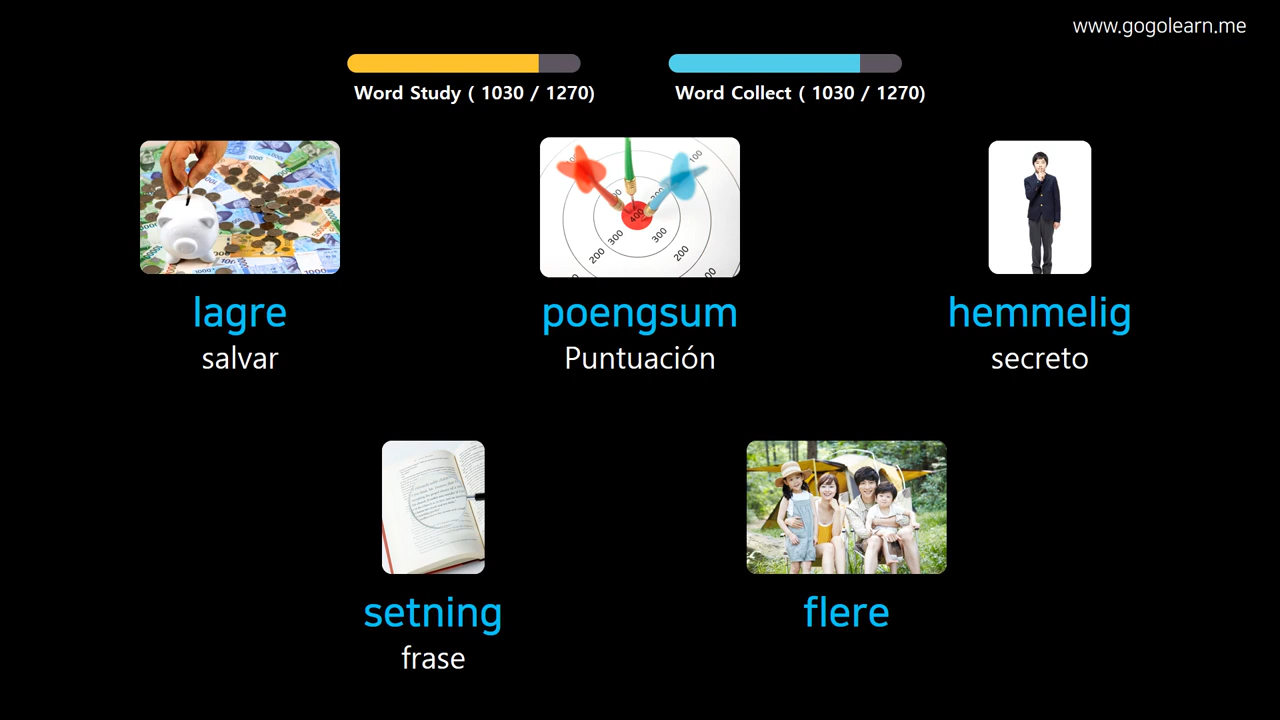 www.gogolearn.me
Word Study ( 1030 / 1270)
Word Collect ( 1030 / 1270)
lagre
salvar
poengsum
Puntuación
hemmelig
secreto
setning
frase
flere